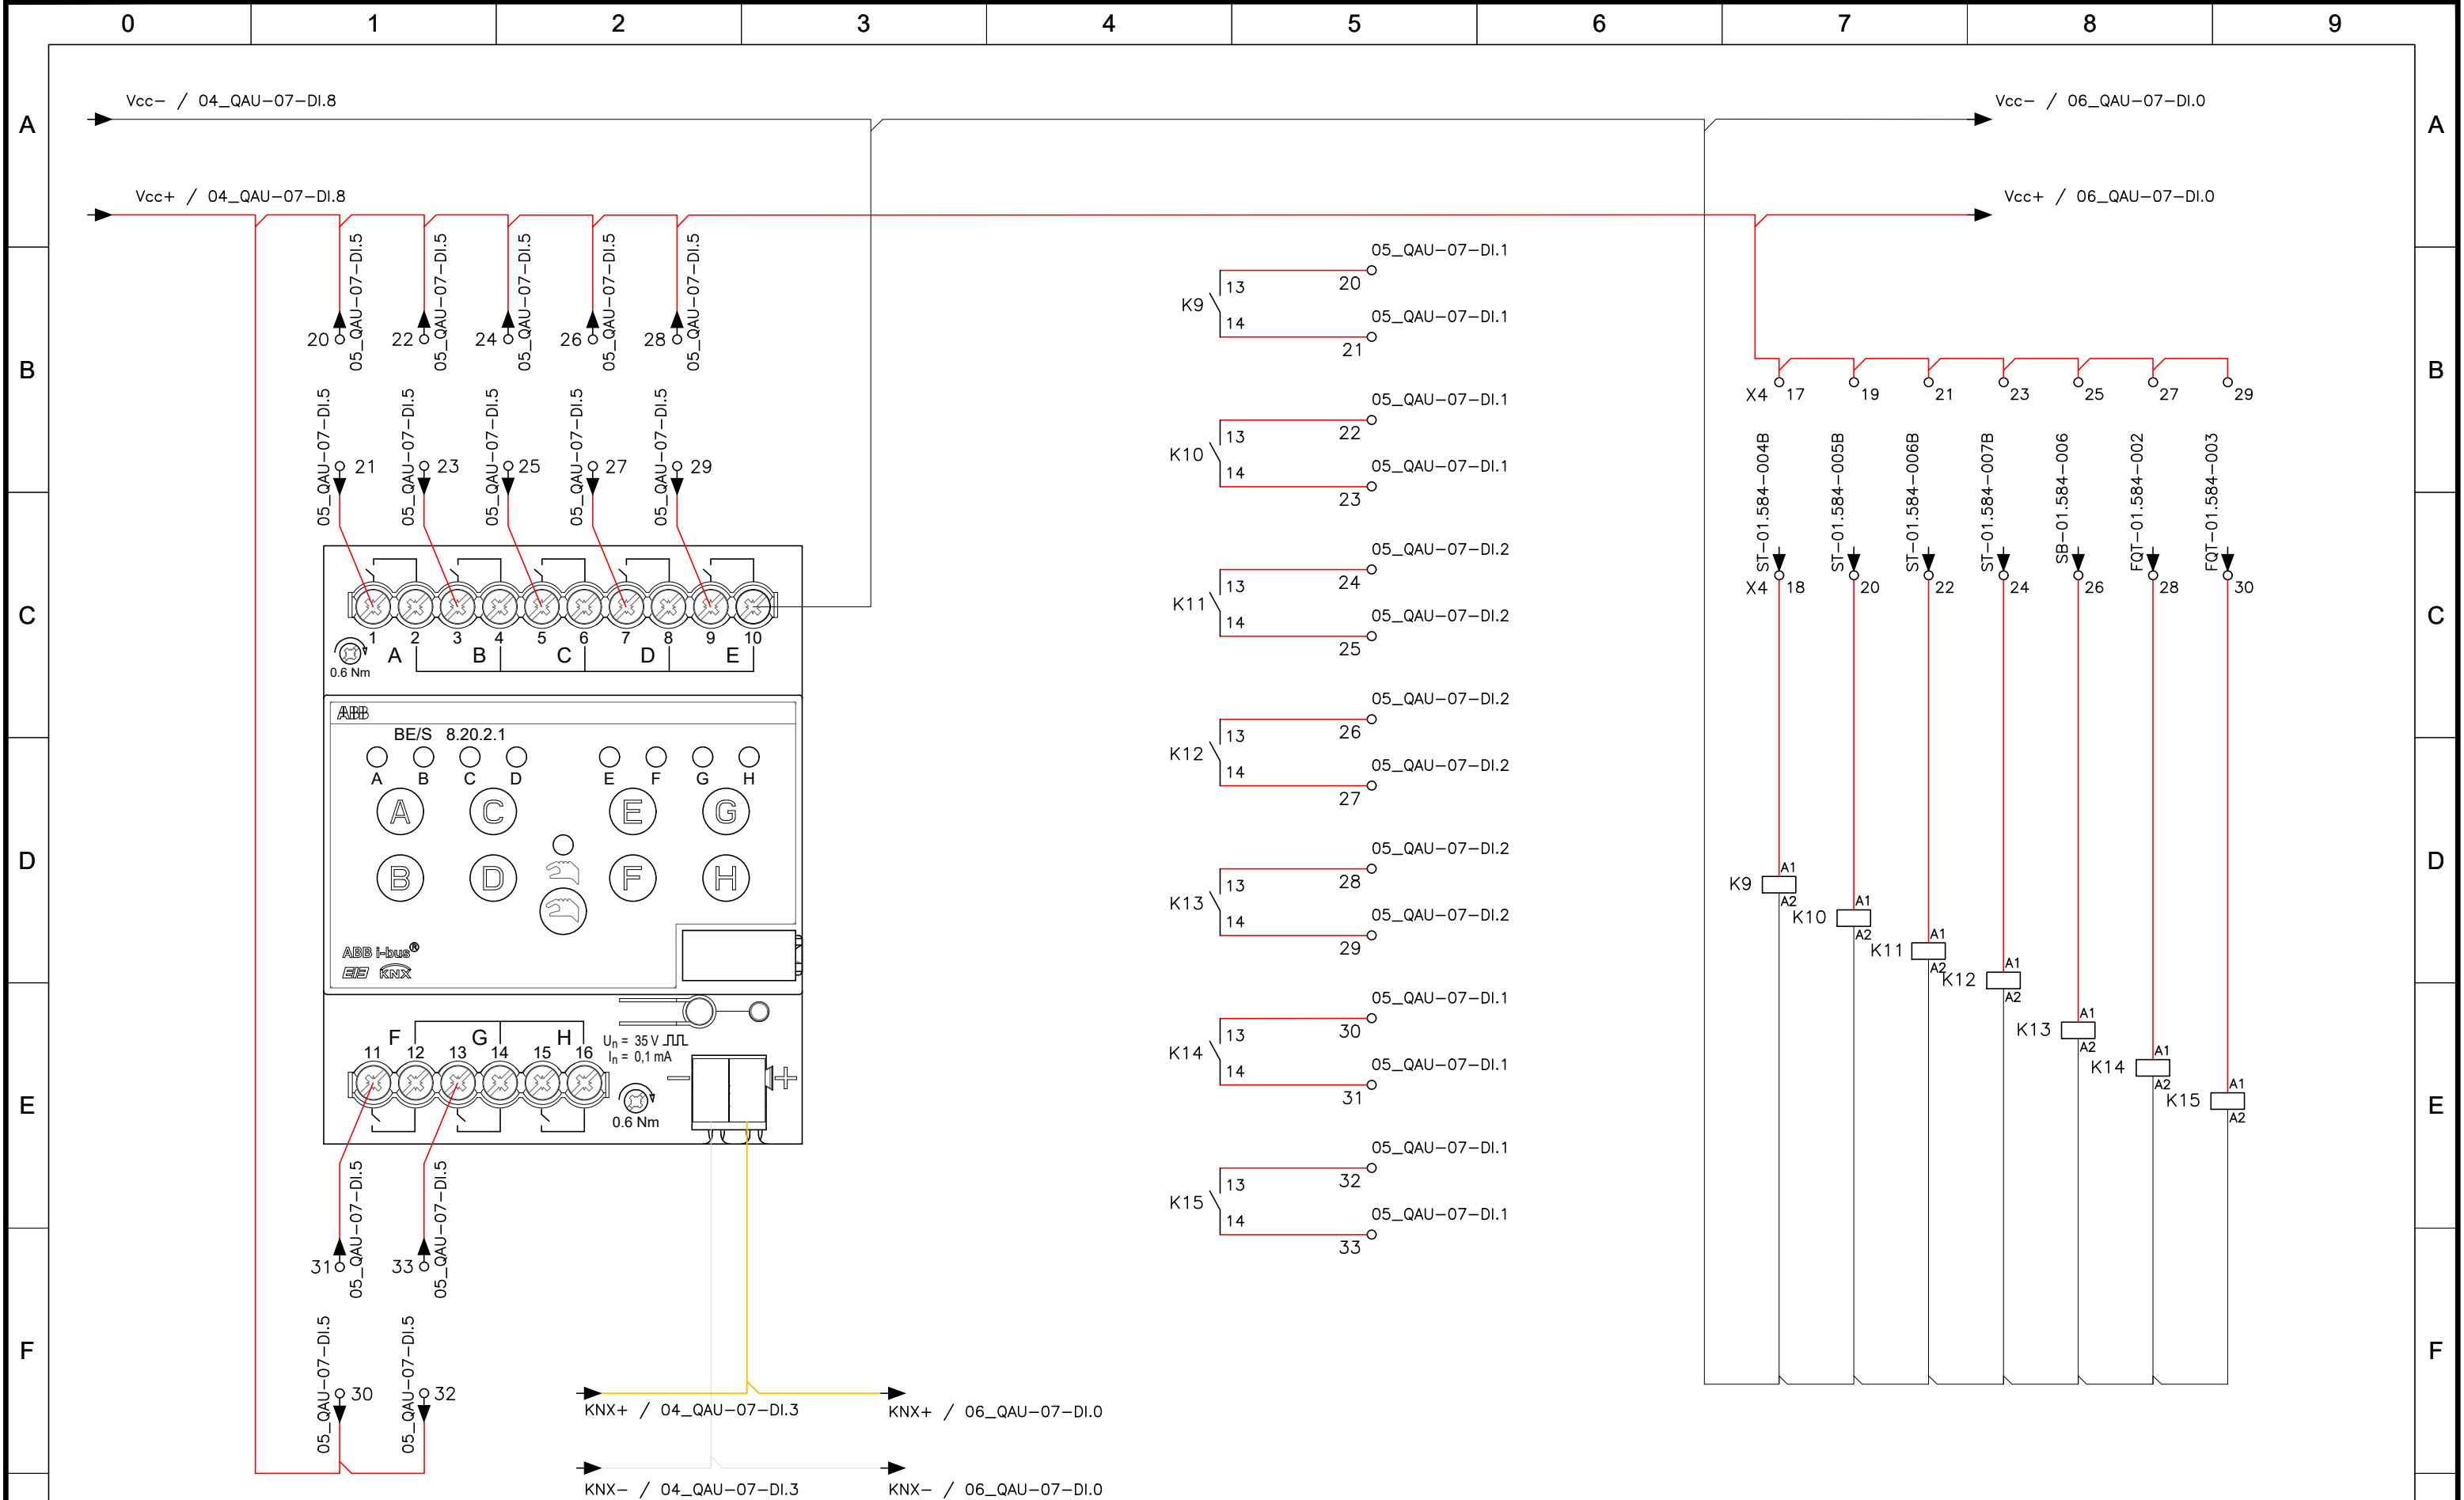 0 1 2 3 4 5 6 7 8 9
A A
Vcc- / 04_QAU-07-DI.8
Vcc- / 06_QAU-07-DI.0
Vcc+ / 04_QAU-07-DI.8
Vcc+ / 06_QAU-07-DI.0
B B
05_QAU-07-DI.5 05_QAU-07-DI.5 05_QAU-07-DI.5 05_QAU-07-DI.5 05_QAU-07-DI.5
20 22 24 26 28
05_QAU-07-DI.5 05_QAU-07-DI.5 05_QAU-07-DI.5 05_QAU-07-DI.5 05_QAU-07-DI.5
21 23 25 27 29
C C
1 2 3 4 5 6 7 8 9 10
A B C D E
0.6 Nm
ABB
BE/S 8.20.2.1
D D
A B C D E F G H
A C E G
B D F H
ABB i-bus®
EIB KNX
E E
F G H
11 12 13 14 15 16
Un = 35 V
In = 0,1 mA
- +
0.6 Nm
05_QAU-07-DI.5 05_QAU-07-DI.5
31 33
F F
05_QAU-07-DI.5 05_QAU-07-DI.5
30 32
KNX+ / 04_QAU-07-DI.3
KNX+ / 06_QAU-07-DI.0
KNX- / 04_QAU-07-DI.3
KNX- / 06_QAU-07-DI.0
05_QAU-07-DI.1
13 20
K9
05_QAU-07-DI.1
14 21
05_QAU-07-DI.1
13 22
K10
05_QAU-07-DI.1
14 23
05_QAU-07-DI.2
13 24
K11
05_QAU-07-DI.2
14 25
05_QAU-07-DI.2
13 26
K12
05_QAU-07-DI.2
14 27
05_QAU-07-DI.2
13 28
K13
05_QAU-07-DI.2
14 29
05_QAU-07-DI.1
13 30
K14
05_QAU-07-DI.1
14 31
05_QAU-07-DI.1
13 32
K15
05_QAU-07-DI.1
14 33
X4 17 19 21 23 25 27 29
ST-01.584-004B ST-01.584-005B ST-01.584-006B ST-01.584-007B SB-01.584-006 FQT-01.584-002 FQT-01.584-003
X4 18 20 22 24 26 28 30
K9 A1 A2
K10 A1 A2
K11 A1 A2
K12 A1 A2
K13 A1 A2
K14 A1 A2
K15 A1 A2